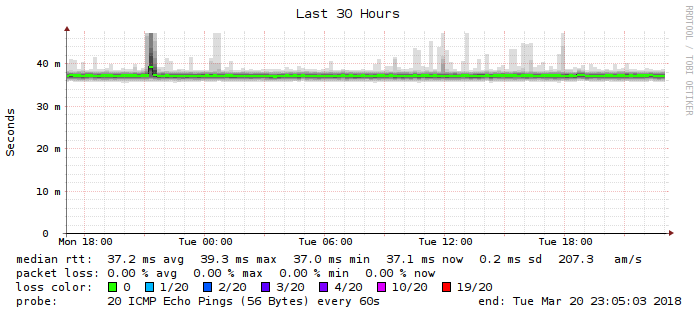 Last 30 Hours
RRDTOOL / TOBI OETIKER
Seconds
40 m
30 m
20 m
10 m
0
Mon 18:00 Tue 00:00 Tue 06:00 Tue 12:00 Tue 18:00
median rtt: 37.2 ms avg 39.3 ms max 37.0 ms min 37.1 ms now 0.2 ms sd 207.3 am/s
packet loss: 0.00 % avg 0.00 % max 0.00 % min 0.00 % now
loss color: 0 1/20 2/20 3/20 4/20 10/20 19/20
probe: 20 ICMP Echo Pings (56 Bytes) every 60s end: Tue Mar 20 23:05:03 2018